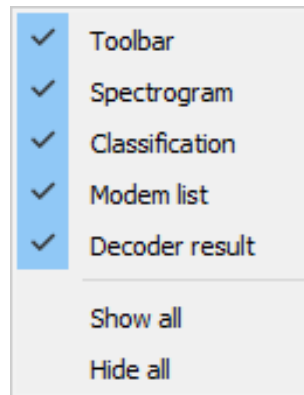 Toolbar
Spectrogram
Classification
Modem list
Decoder result
Show all
Hide all